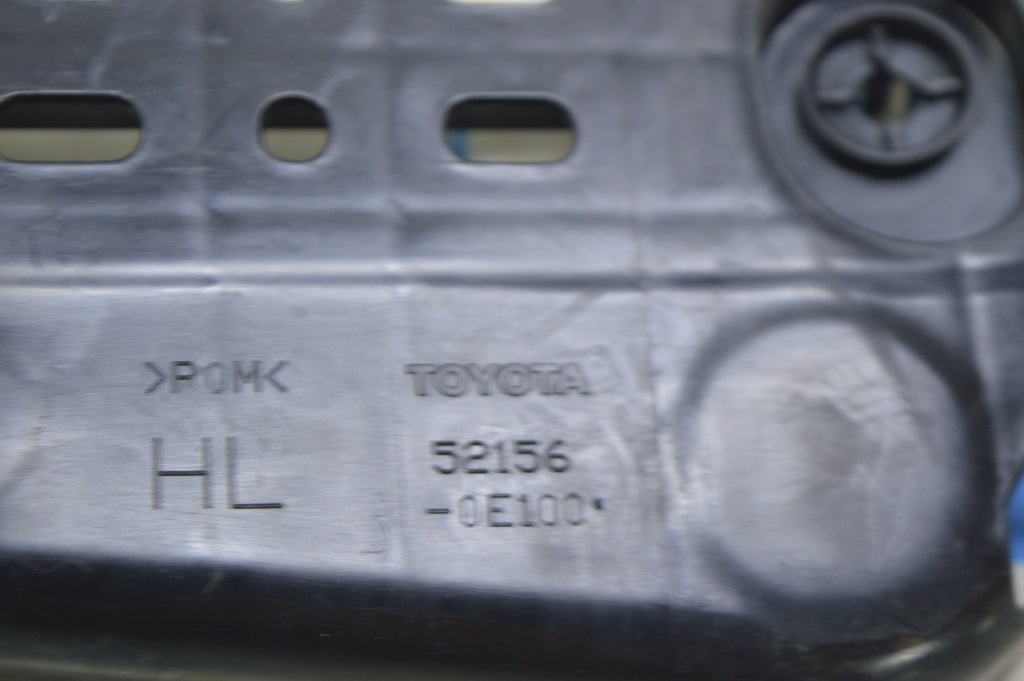 >POM<
TOYOTA
HL
52156
-0E100